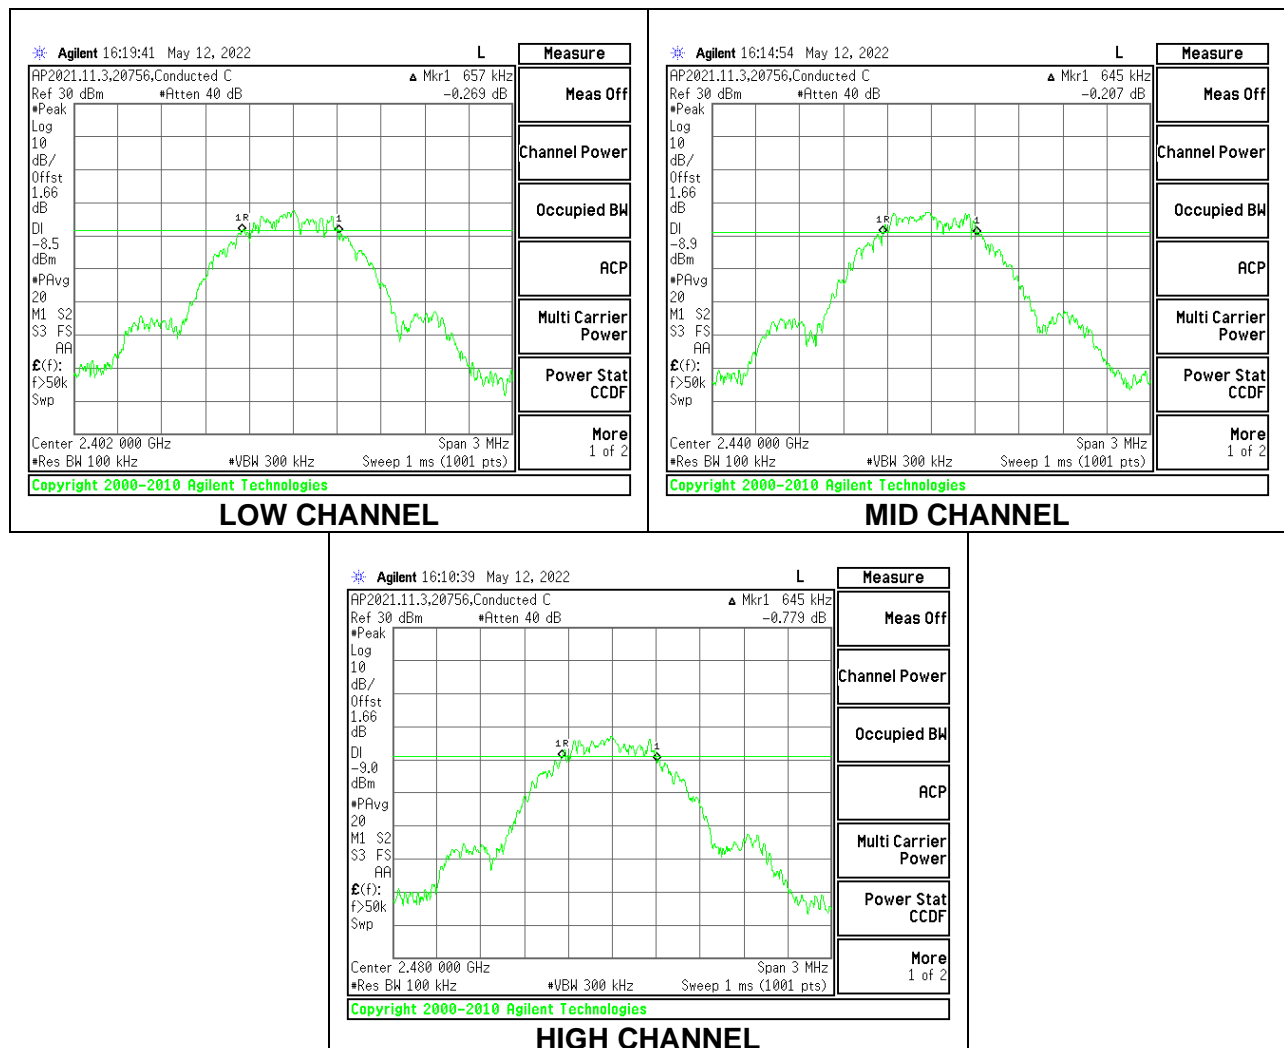 Agilent 16:19:41 May 12, 2022 L Measure
AP2021.11.3,20756,Conducted C Δ Mkr1 657 kHz
Ref 30 dBm #Atten 40 dB -0.269 dB
Meas Off
#Peak
Log
10
dB/
Offst
1.66
dB
DI
-8.5
dBm
#PAvg
20
M1 S2
S3 FS
AA
£(f):
f>50k
Swp
1R
1
Channel Power
Occupied BW
ACP
Multi Carrier
Power
Power Stat
CCDF
More
1 of 2
Center 2.402 000 GHz Span 3 MHz
#Res BW 100 kHz #VBW 300 kHz Sweep 1 ms (1001 pts)
Copyright 2000-2010 Agilent Technologies
LOW CHANNEL
Agilent 16:14:54 May 12, 2022 L Measure
AP2021.11.3,20756,Conducted C Δ Mkr1 645 kHz
Ref 30 dBm #Atten 40 dB -0.207 dB
Meas Off
#Peak
Log
10
dB/
Offst
1.66
dB
DI
-8.9
dBm
#PAvg
20
M1 S2
S3 FS
AA
£(f):
f>50k
Swp
1R
1
Channel Power
Occupied BW
ACP
Multi Carrier
Power
Power Stat
CCDF
More
1 of 2
Center 2.440 000 GHz Span 3 MHz
#Res BW 100 kHz #VBW 300 kHz Sweep 1 ms (1001 pts)
Copyright 2000-2010 Agilent Technologies
MID CHANNEL
Agilent 16:10:39 May 12, 2022 L Measure
AP2021.11.3,20756,Conducted C Δ Mkr1 645 kHz
Ref 30 dBm #Atten 40 dB -0.779 dB
Meas Off
#Peak
Log
10
dB/
Offst
1.66
dB
DI
-9.0
dBm
#PAvg
20
M1 S2
S3 FS
AA
£(f):
f>50k
Swp
1R
1
Channel Power
Occupied BW
ACP
Multi Carrier
Power
Power Stat
CCDF
More
1 of 2
Center 2.480 000 GHz Span 3 MHz
#Res BW 100 kHz #VBW 300 kHz Sweep 1 ms (1001 pts)
Copyright 2000-2010 Agilent Technologies
HIGH CHANNEL